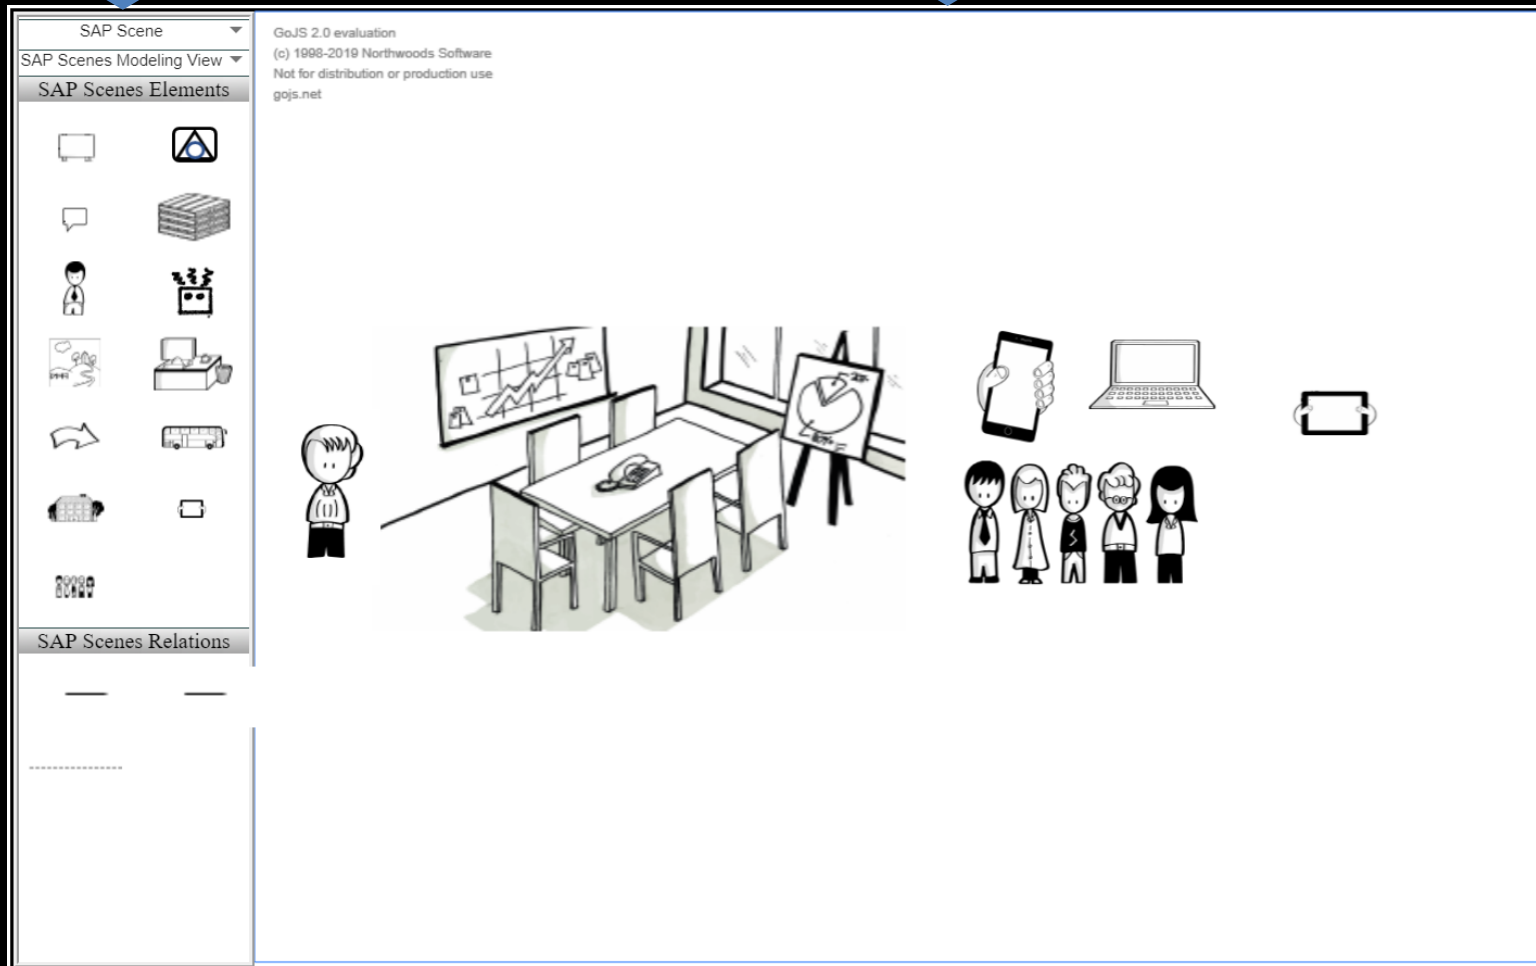 SAP Scene
SAP Scenes Modeling View
SAP Scenes Elements
SAP Scenes Relations
GoJS 2.0 evaluation
(c) 1998-2019 Northwoods Software
Not for distribution or production use
gojs.net